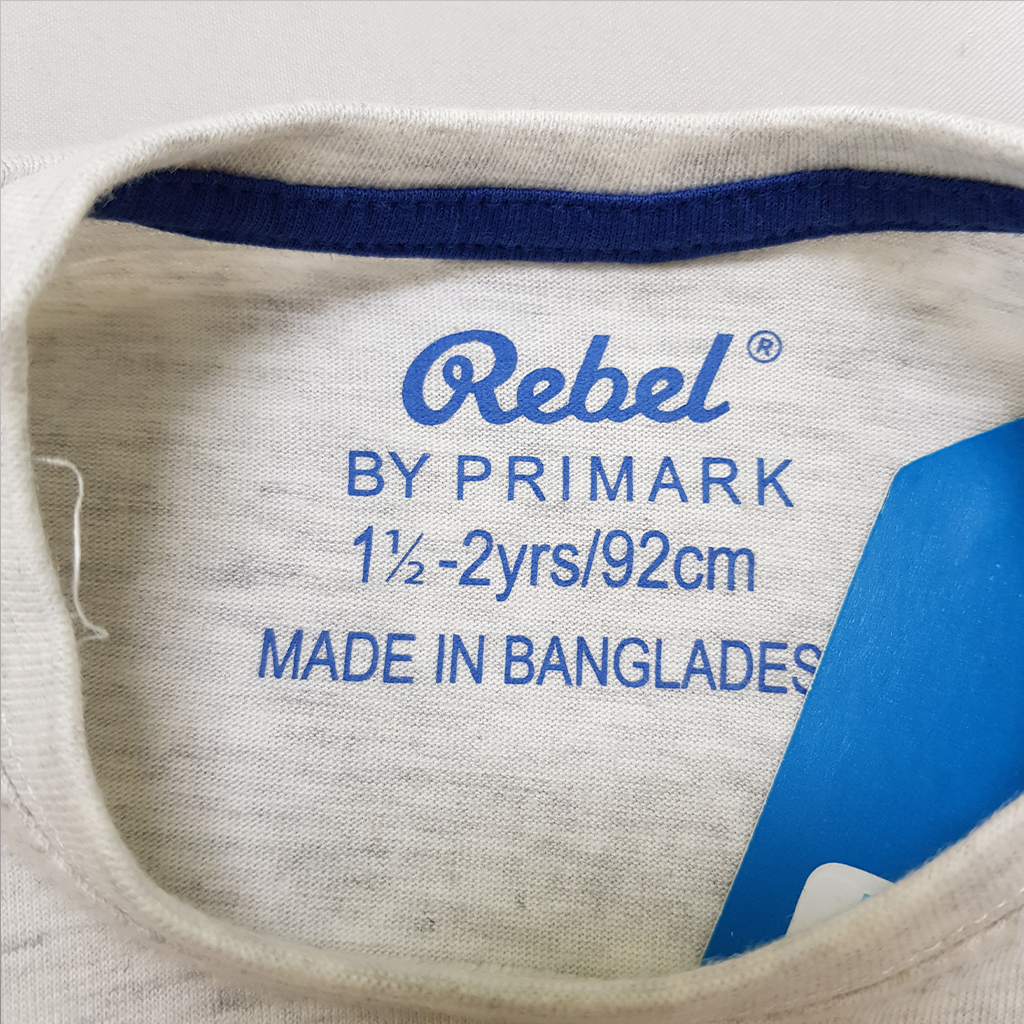 Rebel®
BY PRIMARK
1½-2yrs/92cm
MADE IN BANGLADES